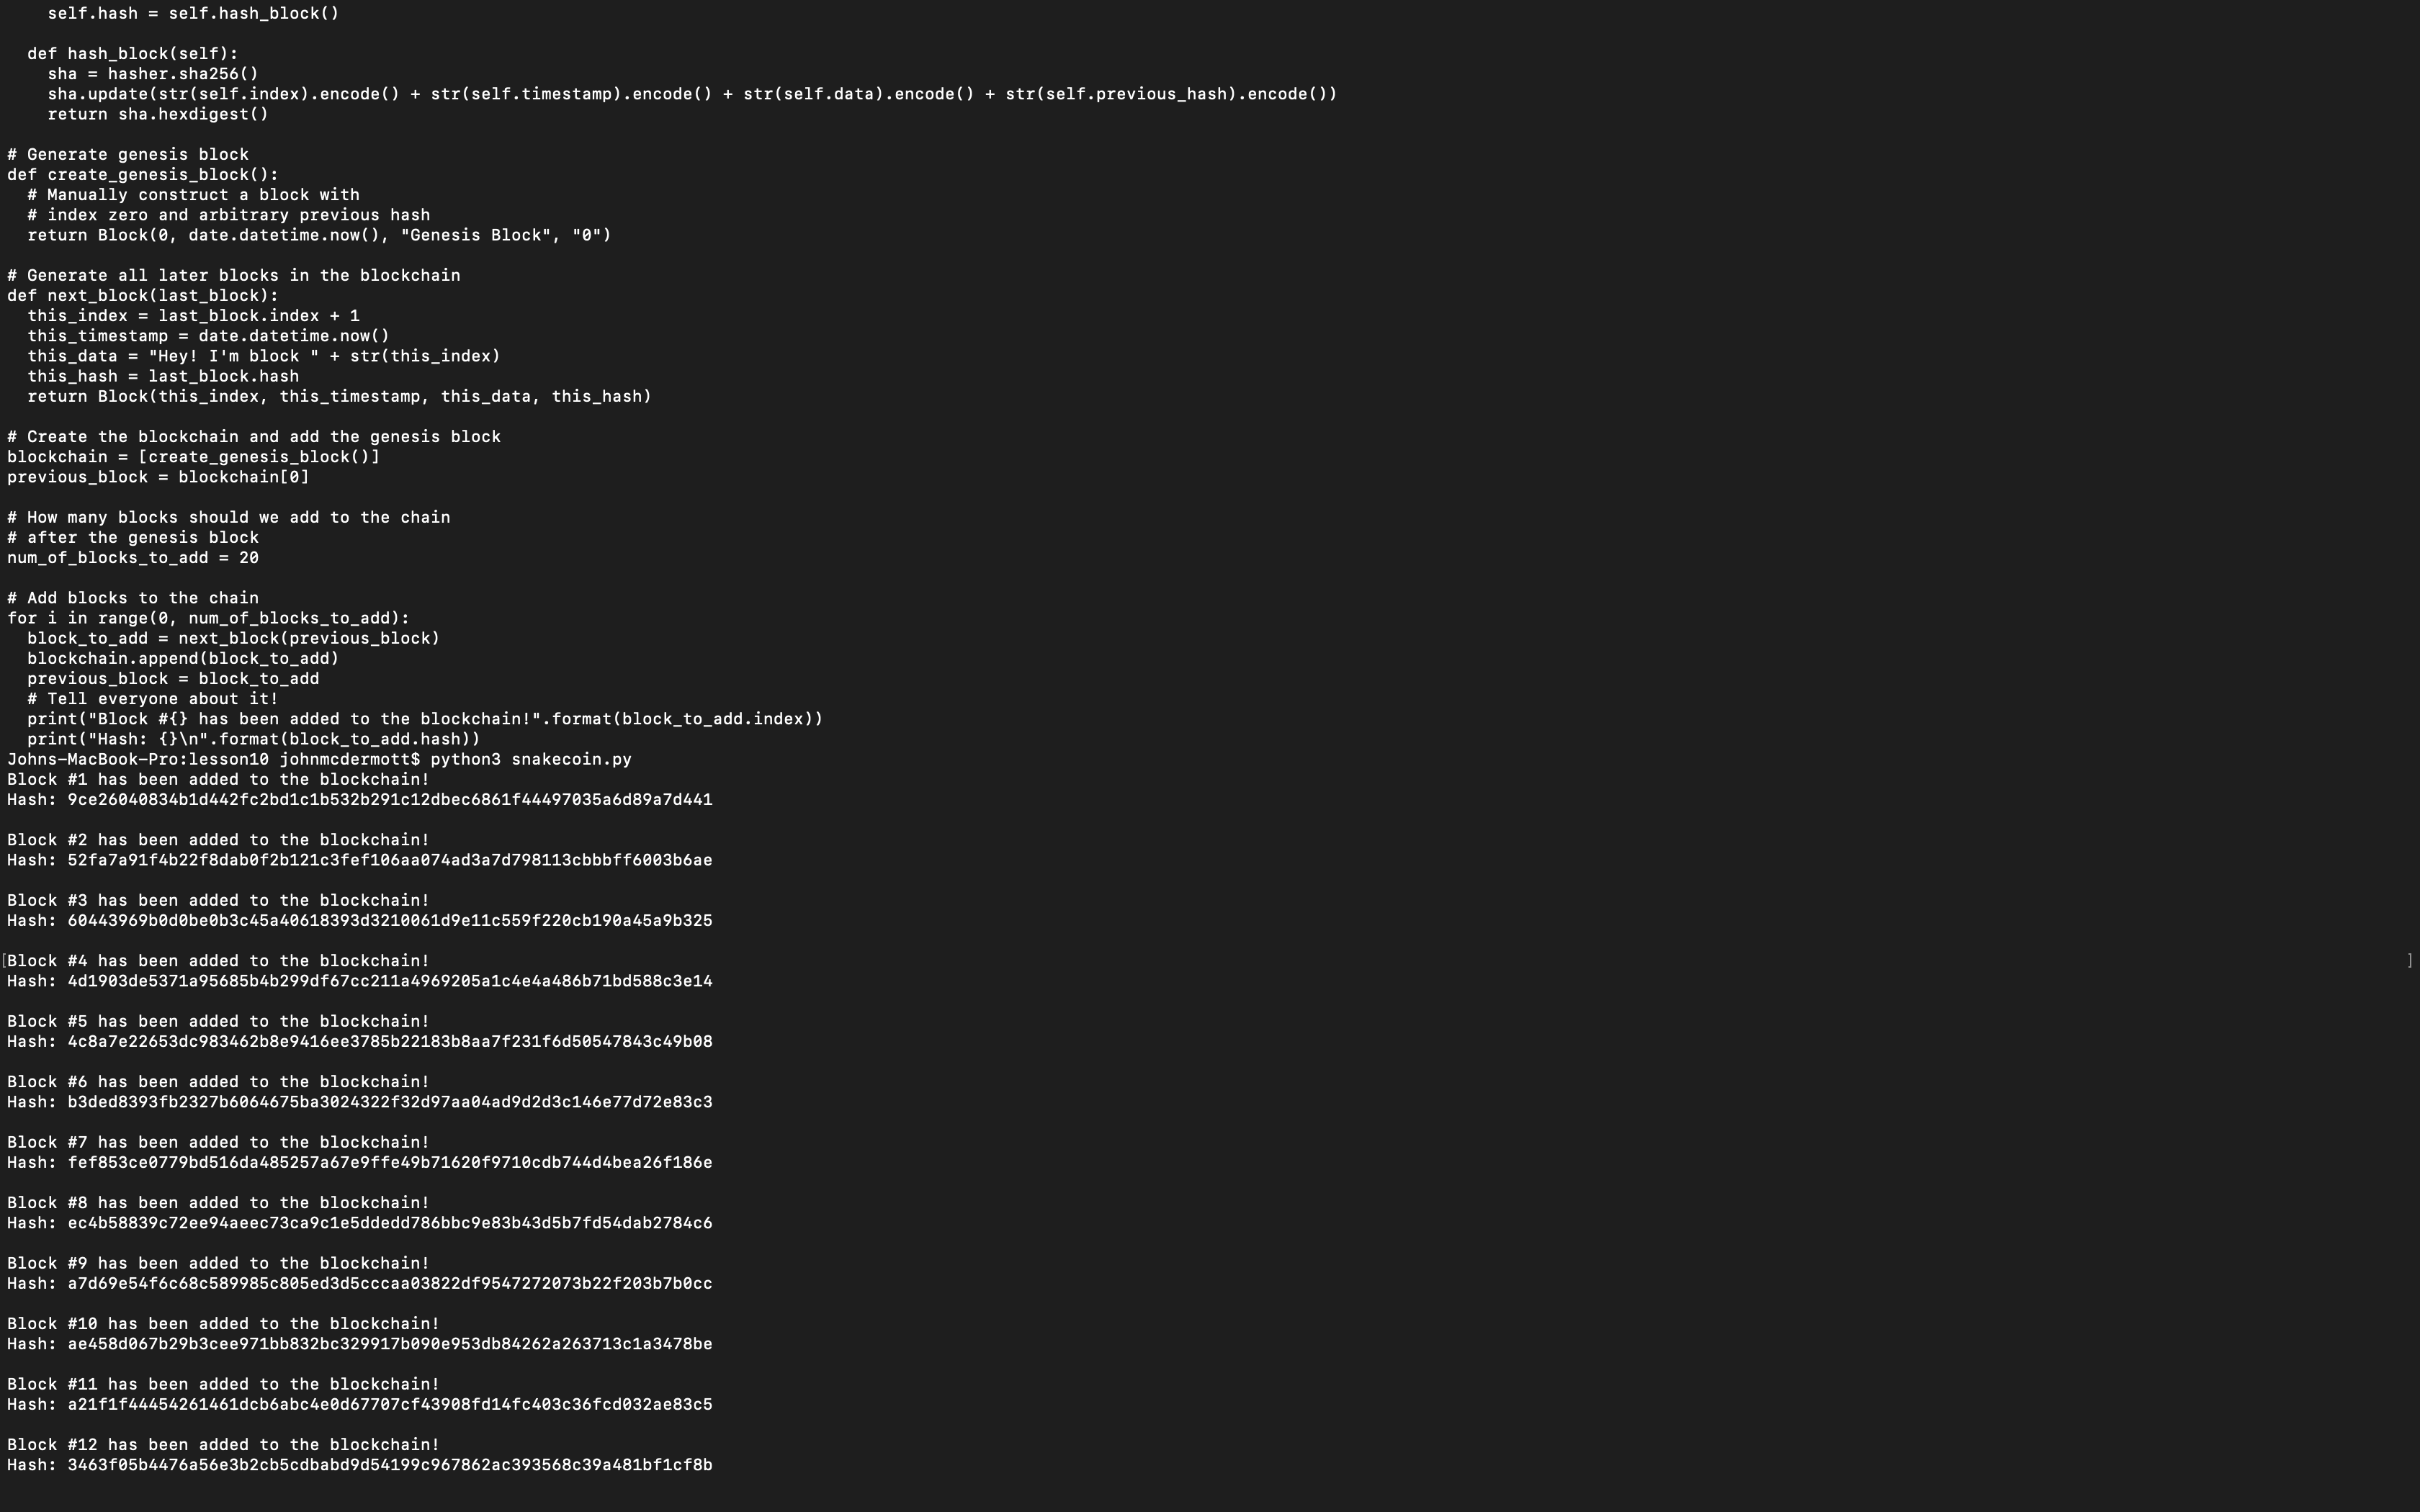 self.hash = self.hash_block()

  def hash_block(self):
    sha = hasher.sha256()
    sha.update(str(self.index).encode() + str(self.timestamp).encode() + str(self.data).encode() + str(self.previous_hash).encode())
    return sha.hexdigest()

# Generate genesis block
def create_genesis_block():
  # Manually construct a block with
  # index zero and arbitrary previous hash
  return Block(0, date.datetime.now(), "Genesis Block", "0")

# Generate all later blocks in the blockchain
def next_block(last_block):
  this_index = last_block.index + 1
  this_timestamp = date.datetime.now()
  this_data = "Hey! I'm block " + str(this_index)
  this_hash = last_block.hash
  return Block(this_index, this_timestamp, this_data, this_hash)

# Create the blockchain and add the genesis block
blockchain = [create_genesis_block()]
previous_block = blockchain[0]

# How many blocks should we add to the chain
# after the genesis block
num_of_blocks_to_add = 20

# Add blocks to the chain
for i in range(0, num_of_blocks_to_add):
  block_to_add = next_block(previous_block)
  blockchain.append(block_to_add)
  previous_block = block_to_add
  # Tell everyone about it!
  print("Block #{} has been added to the blockchain!".format(block_to_add.index))
  print("Hash: {}\n".format(block_to_add.hash))
Johns-MacBook-Pro:lesson10 johnmcdermott$ python3 snakecoin.py
Block #1 has been added to the blockchain!
Hash: 9ce26040834b1d442fc2bd1c1b532b291c12dbec6861f44497035a6d89a7d441

Block #2 has been added to the blockchain!
Hash: 52fa7a91f4b22f8dab0f2b121c3fef106aa074ad3a7d798113cbbbff6003b6ae

Block #3 has been added to the blockchain!
Hash: 60443969b0d0be0b3c45a40618393d3210061d9e11c559f220cb190a45a9b325

[Block #4 has been added to the blockchain! ]
Hash: 4d1903de5371a95685b4b299df67cc211a4969205a1c4e4a486b71bd588c3e14

Block #5 has been added to the blockchain!
Hash: 4c8a7e22653dc983462b8e9416ee3785b22183b8aa7f231f6d50547843c49b08

Block #6 has been added to the blockchain!
Hash: b3ded8393fb2327b6064675ba3024322f32d97aa04ad9d2d3c146e77d72e83c3

Block #7 has been added to the blockchain!
Hash: fef853ce0779bd516da485257a67e9ffe49b71620f9710cdb744d4bea26f186e

Block #8 has been added to the blockchain!
Hash: ec4b58839c72ee94aeec73ca9c1e5ddedd786bbc9e83b43d5b7fd54dab2784c6

Block #9 has been added to the blockchain!
Hash: a7d69e54f6c68c589985c805ed3d5cccaa03822df9547272073b22f203b7b0cc

Block #10 has been added to the blockchain!
Hash: ae458d067b29b3cee971bb832bc329917b090e953db84262a263713c1a3478be

Block #11 has been added to the blockchain!
Hash: a21f1f44454261461dcb6abc4e0d67707cf43908fd14fc403c36fcd032ae83c5

Block #12 has been added to the blockchain!
Hash: 3463f05b4476a56e3b2cb5cdbabd9d54199c967862ac393568c39a481bf1cf8b